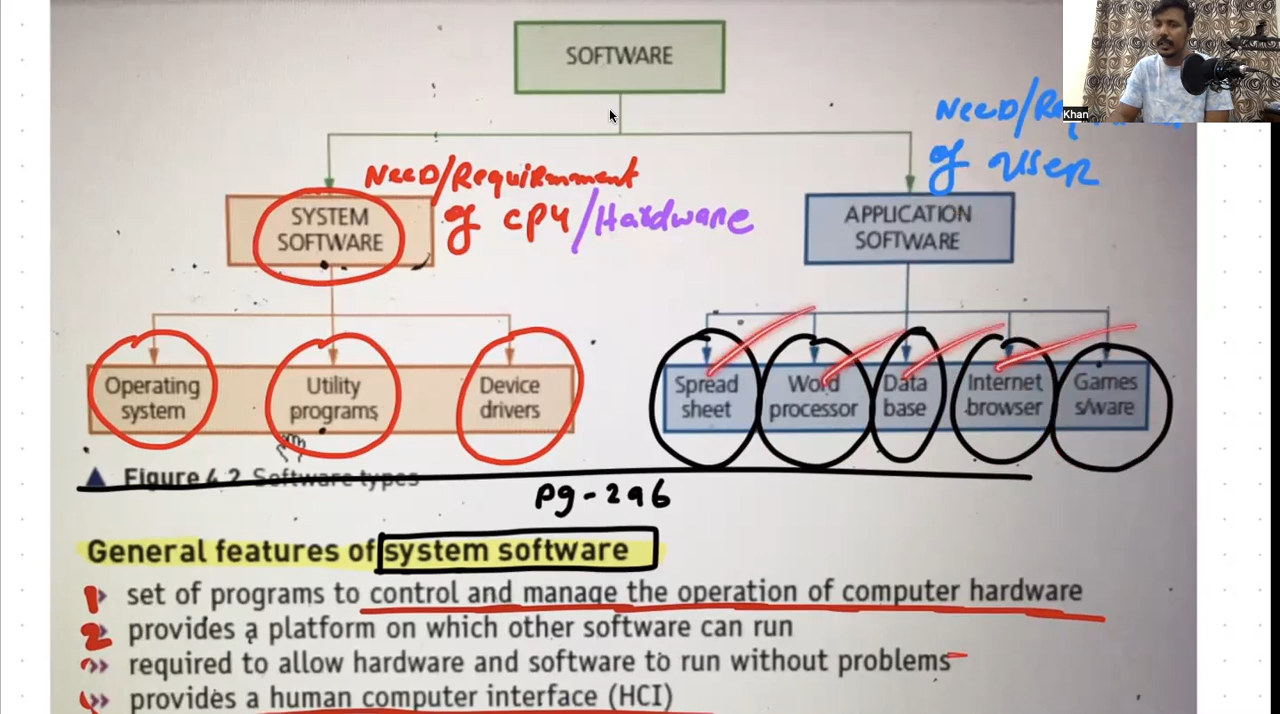 SOFTWARE
Khan
NeeD/Re
of user
NeeD/Requirmment
of CPU/Hardware
SYSTEM
SOFTWARE
APPLICATION
SOFTWARE
Operating
system
Utility
programs
Device
drivers
Spread
sheet
Word
processor
Data
base
Internet
browser
Games
s/ware
Figure 4.2 Software types
Pg-296
General features of system software
1 » set of programs to control and manage the operation of computer hardware
2 » provides a platform on which other software can run
» required to allow hardware and software to run without problems
» provides a human computer interface (HCI)